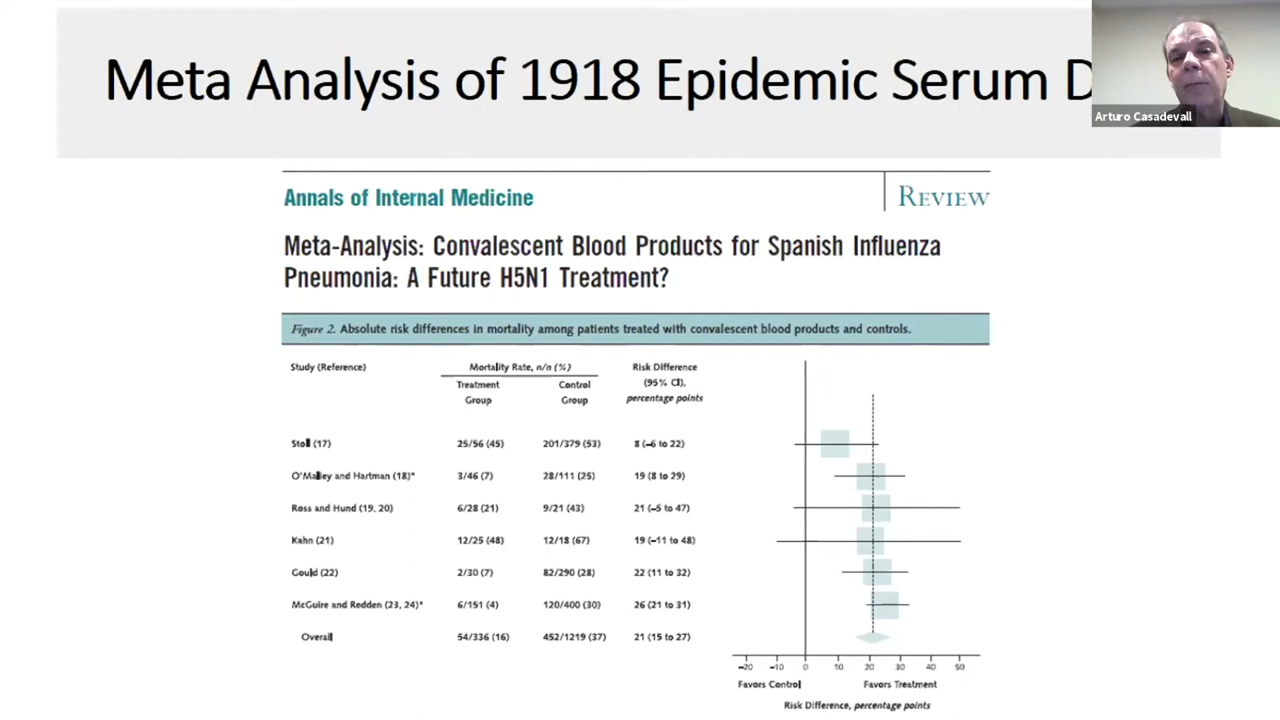 Meta Analysis of 1918 Epidemic Serum D
Arturo Casadevall
Annals of Internal Medicine
REVIEW
Meta-Analysis: Convalescent Blood Products for Spanish Influenza
Pneumonia: A Future H5N1 Treatment?
Figure 2. Absolute risk differences in mortality among patients treated with convalescent blood products and controls.
Study (Reference) Mortality Rate, n/n (%) Risk Difference
(95% CI),
percentage points
Treatment Control
Group Group
Stoll (17) 25/56 (45) 201/379 (53) 8 (–6 to 22)
O'Malley and Hartman (18)* 3/46 (7) 28/111 (25) 19 (8 to 29)
Ross and Hund (19, 20) 6/28 (21) 9/21 (43) 21 (–5 to 47)
Kahn (21) 12/25 (48) 12/18 (67) 19 (–11 to 48)
Gould (22) 2/30 (7) 82/290 (28) 22 (11 to 32)
McGuire and Redden (23, 24)* 6/151 (4) 120/400 (30) 26 (21 to 31)
Overall 54/336 (16) 452/1219 (37) 21 (15 to 27)
–20 –10 0 10 20 30 40 50
Favors Control Favors Treatment
Risk Difference, percentage points